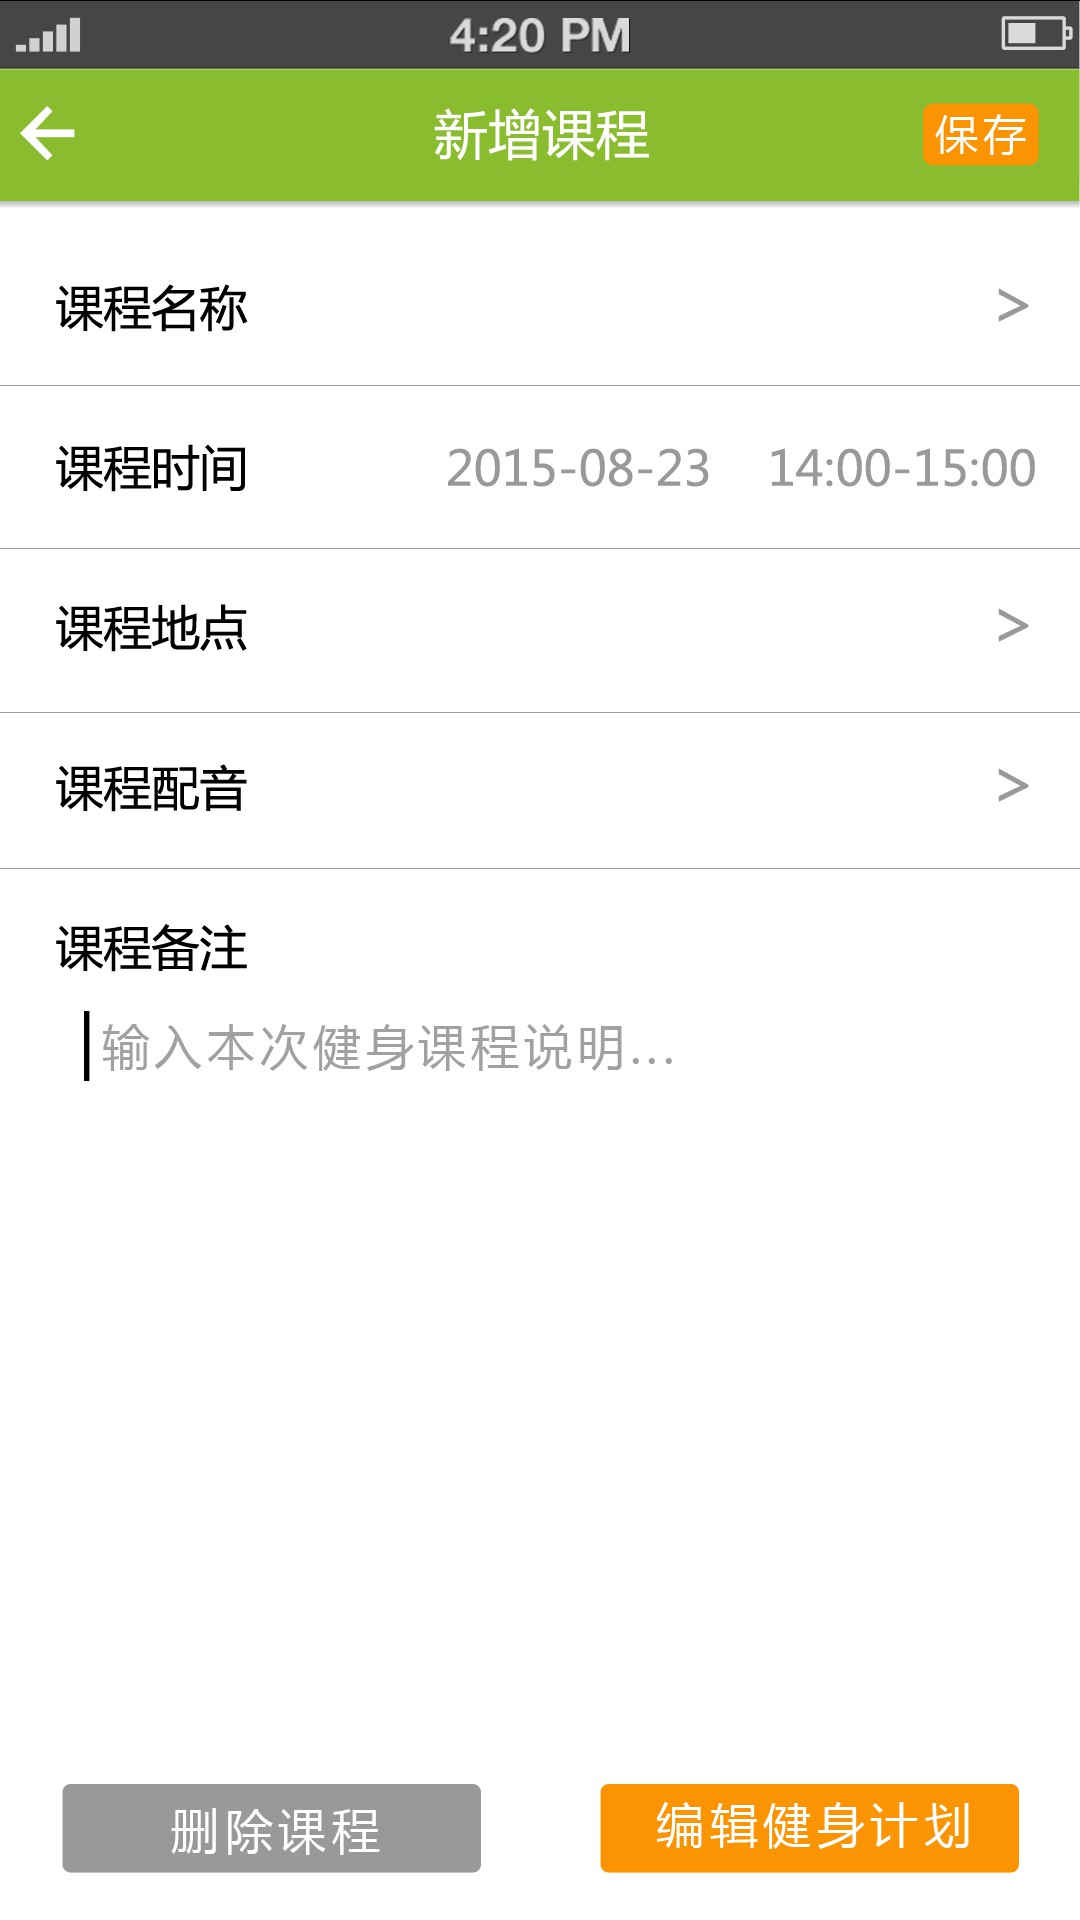 4:20 PM
新增课程
保存
课程名称 >
课程时间 2015-08-23 14:00-15:00
课程地点 >
课程配音 >
课程备注
输入本次健身课程说明...
删除课程 编辑健身计划